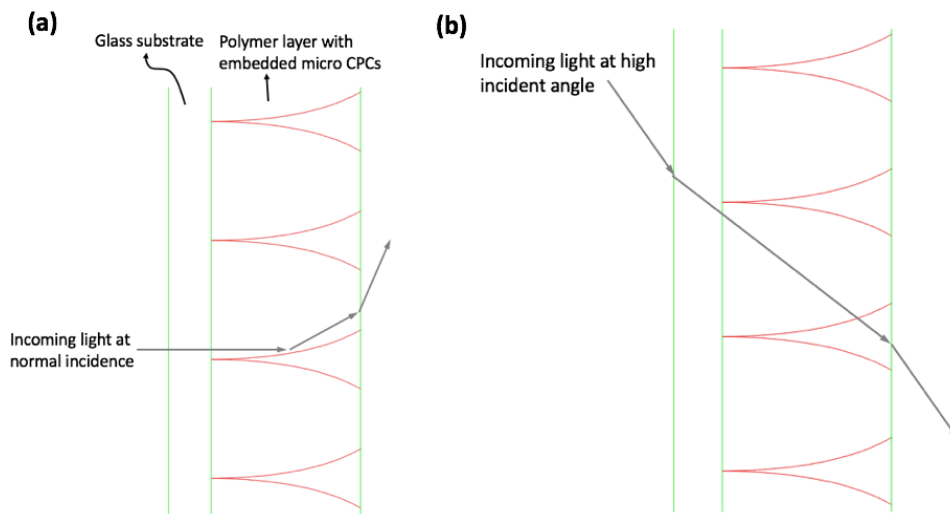 (a)
Glass substrate
Polymer layer with
embedded micro CPCs
Incoming light at
normal incidence
(b)
Incoming light at high
incident angle